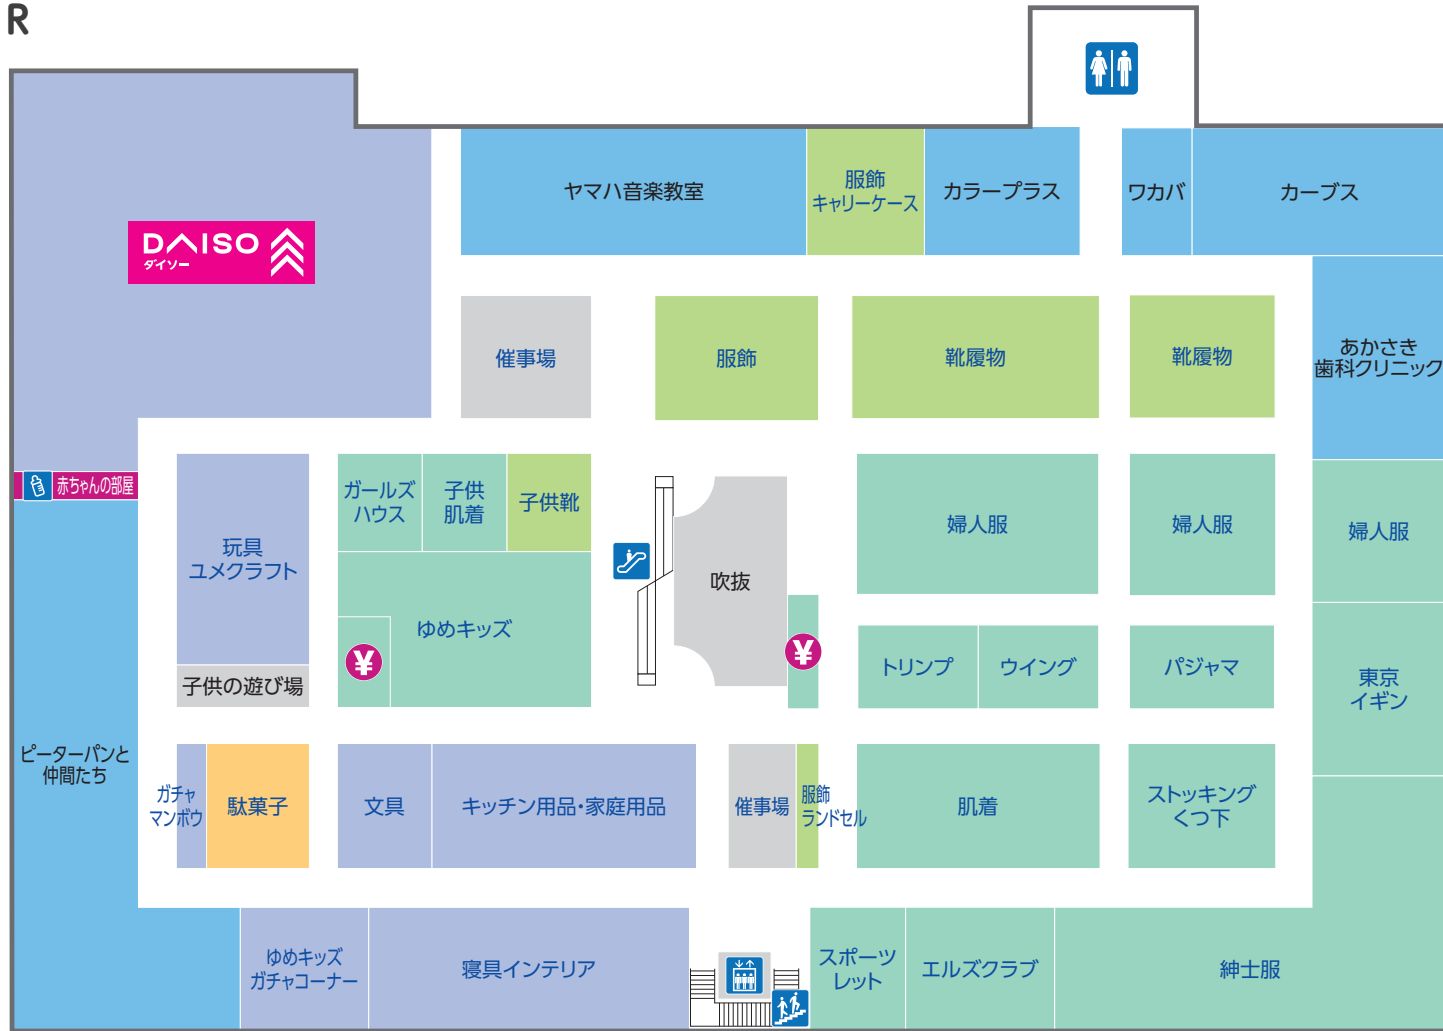 R
ヤマハ音楽教室
服飾
キャリーケース
カラープラス
ワカバ
カーブス
DAISO
ダイソー
催事場
服飾
靴履物
靴履物
あかさき
歯科クリニック
赤ちゃんの部屋
玩具
ユメクラフト
ガールズ
ハウス
子供
肌着
子供靴
吹抜
婦人服
婦人服
婦人服
ゆめキッズ
¥
¥
子供の遊び場
トリンプ
ウイング
パジャマ
東京
イギン
ピーターパンと
仲間たち
ガチャ
マンボウ
駄菓子
文具
キッチン用品・家庭用品
催事場
服飾
ランドセル
肌着
ストッキング
くつ下
ゆめキッズ
ガチャコーナー
寝具インテリア
スポーツ
レット
エルズクラブ
紳士服